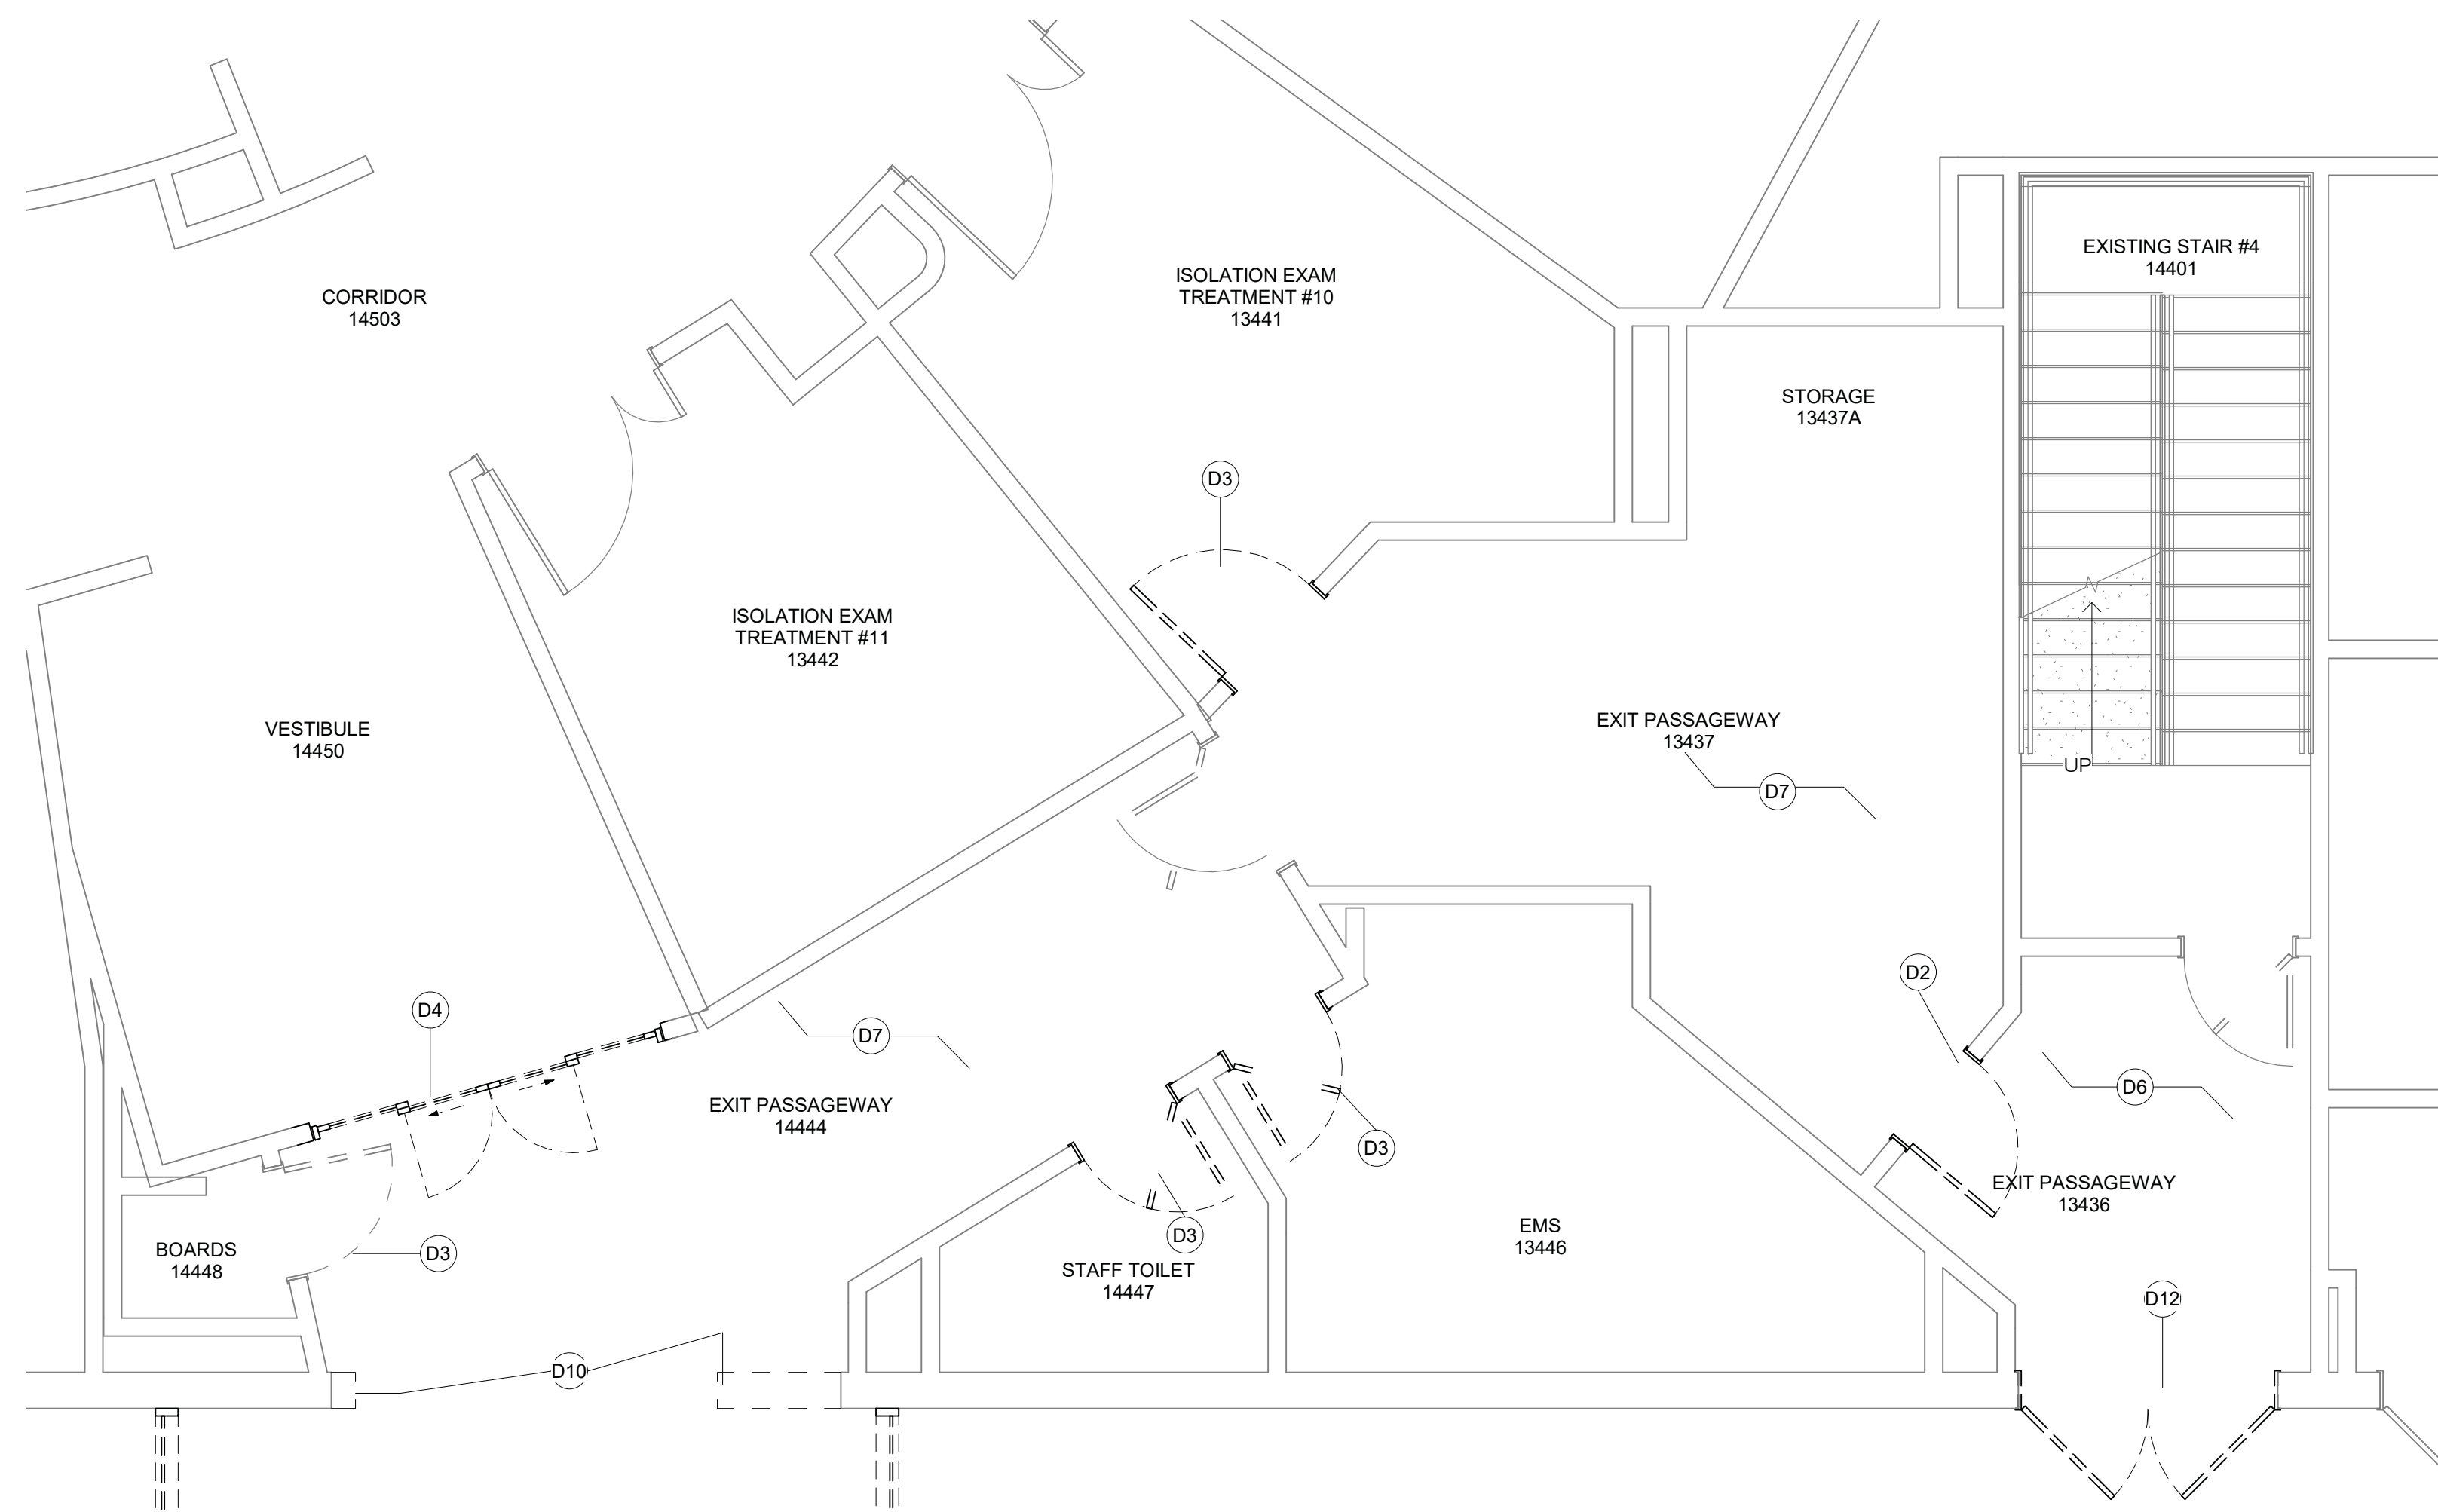 EXISTING STAIR #4
14401
ISOLATION EXAM
TREATMENT #10
13441
CORRIDOR
14503
STORAGE
13437A
D3
ISOLATION EXAM
TREATMENT #11
13442
EXIT PASSAGEWAY
13437
VESTIBULE
14450
UP
D7
D2
D4
D7
D6
EXIT PASSAGEWAY
14444
D3
EXIT PASSAGEWAY
13436
D3
EMS
13446
BOARDS
14448
D3
STAFF TOILET
14447
D12
D10